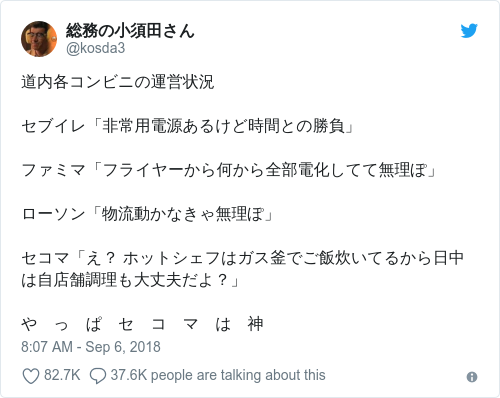 総務の小須田さん
@kosda3
道内各コンビニの運営状況
セブイレ「非常用電源あるけど時間との勝負」
ファミマ「フライヤーから何から全部電化してて無理ぽ」
ローソン「物流動かなきゃ無理ぽ」
セコマ「え？ ホットシェフはガス釜でご飯炊いてるから日中
は自店舗調理も大丈夫だよ？」
や　っ　ぱ　セ　コ　マ　は　神
8:07 AM - Sep 6, 2018
82.7K 37.6K people are talking about this